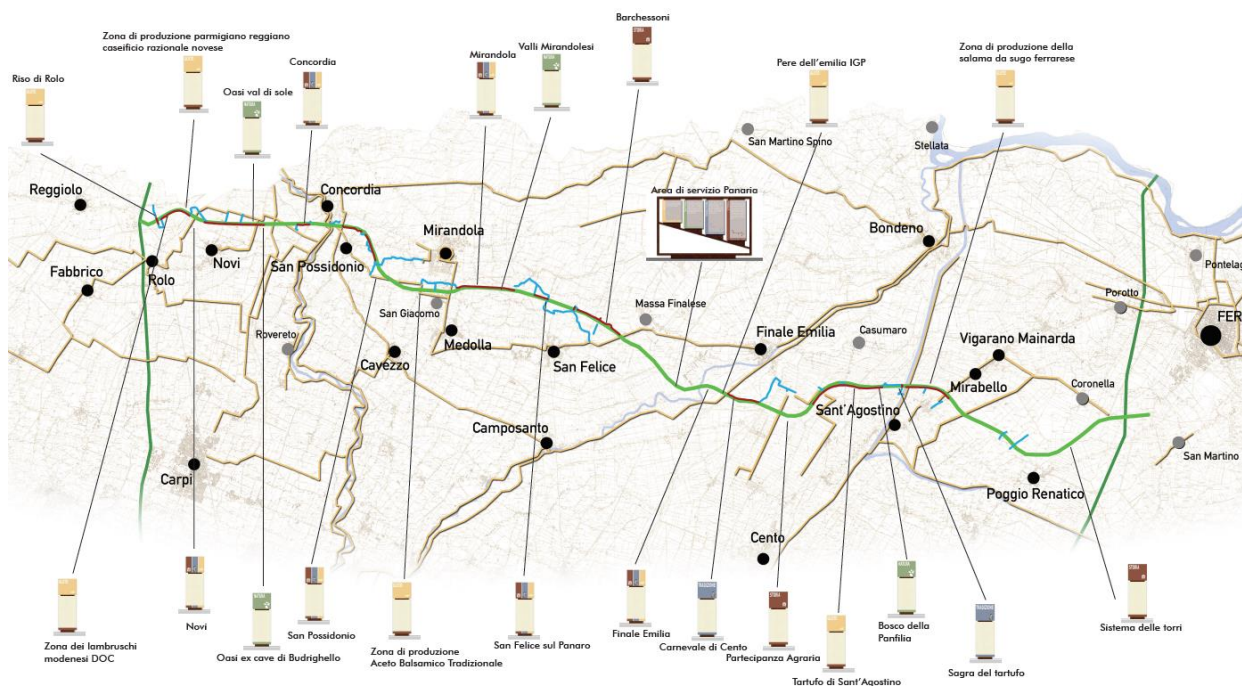 Zona di produzione parmigiano reggiano
caseificio razionale novese
Riso di Rolo
Oasi val di sole
Concordia
Mirandola
Valli Mirandolesi
Barchessoni
Pere dell'emilia IGP
Zona di produzione della
salama da sugo ferrarese
San Martino Spino
Stellata
Reggiolo
Concordia
Area di servizio Panaria
Mirandola
Bondeno
Novi
San Possidonio
Rolo
Fabbrico
Pontelag
Massa Finalese
Porotto
San Giacomo
FER
Rovereto
Medolla
Finale Emilia
Casumaro
Vigarano Mainarda
Cavezzo
San Felice
Mirabello
Coronella
Sant'Agostino
Camposanto
San Martino
Carpi
Poggio Renatico
Cento
Zona dei lambruschi
modenesi DOC
Novi
Oasi ex cave di Budrighello
San Possidonio
Zona di produzione
Aceto Balsamico Tradizionale
San Felice sul Panaro
Finale Emilia
Carnevale di Cento
Partecipanza Agraria
Tartufo di Sant'Agostino
Bosco della
Panfilia
Sagra del tartufo
Sistema delle torri